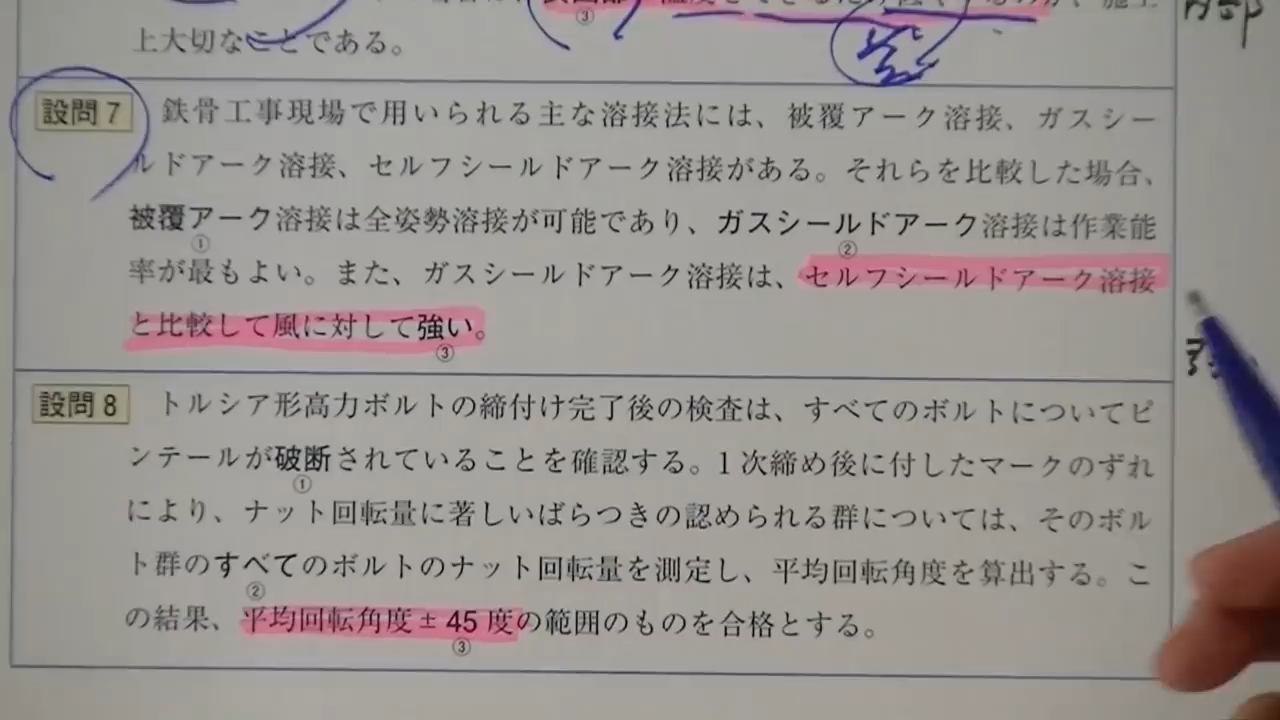 上大切なことである。
設問7 鉄骨工事現場で用いられる主な溶接法には、被覆アーク溶接、ガスシー
ルドアーク溶接、セルフシールドアーク溶接がある。それらを比較した場合、
被覆アーク溶接は全姿勢溶接が可能であり、ガスシールドアーク溶接は作業能
① ②
率が最もよい。また、ガスシールドアーク溶接は、セルフシールドアーク溶接
と比較して風に対して強い。
③
設問8 トルシア形高力ボルトの締付け完了後の検査は、すべてのボルトについてピ
ンテールが破断されていることを確認する。1次締め後に付したマークのずれ
①
により、ナット回転量に著しいばらつきの認められる群については、そのボル
ト群のすべてのボルトのナット回転量を測定し、平均回転角度を算出する。こ
②
の結果、平均回転角度±45度の範囲のものを合格とする。
③